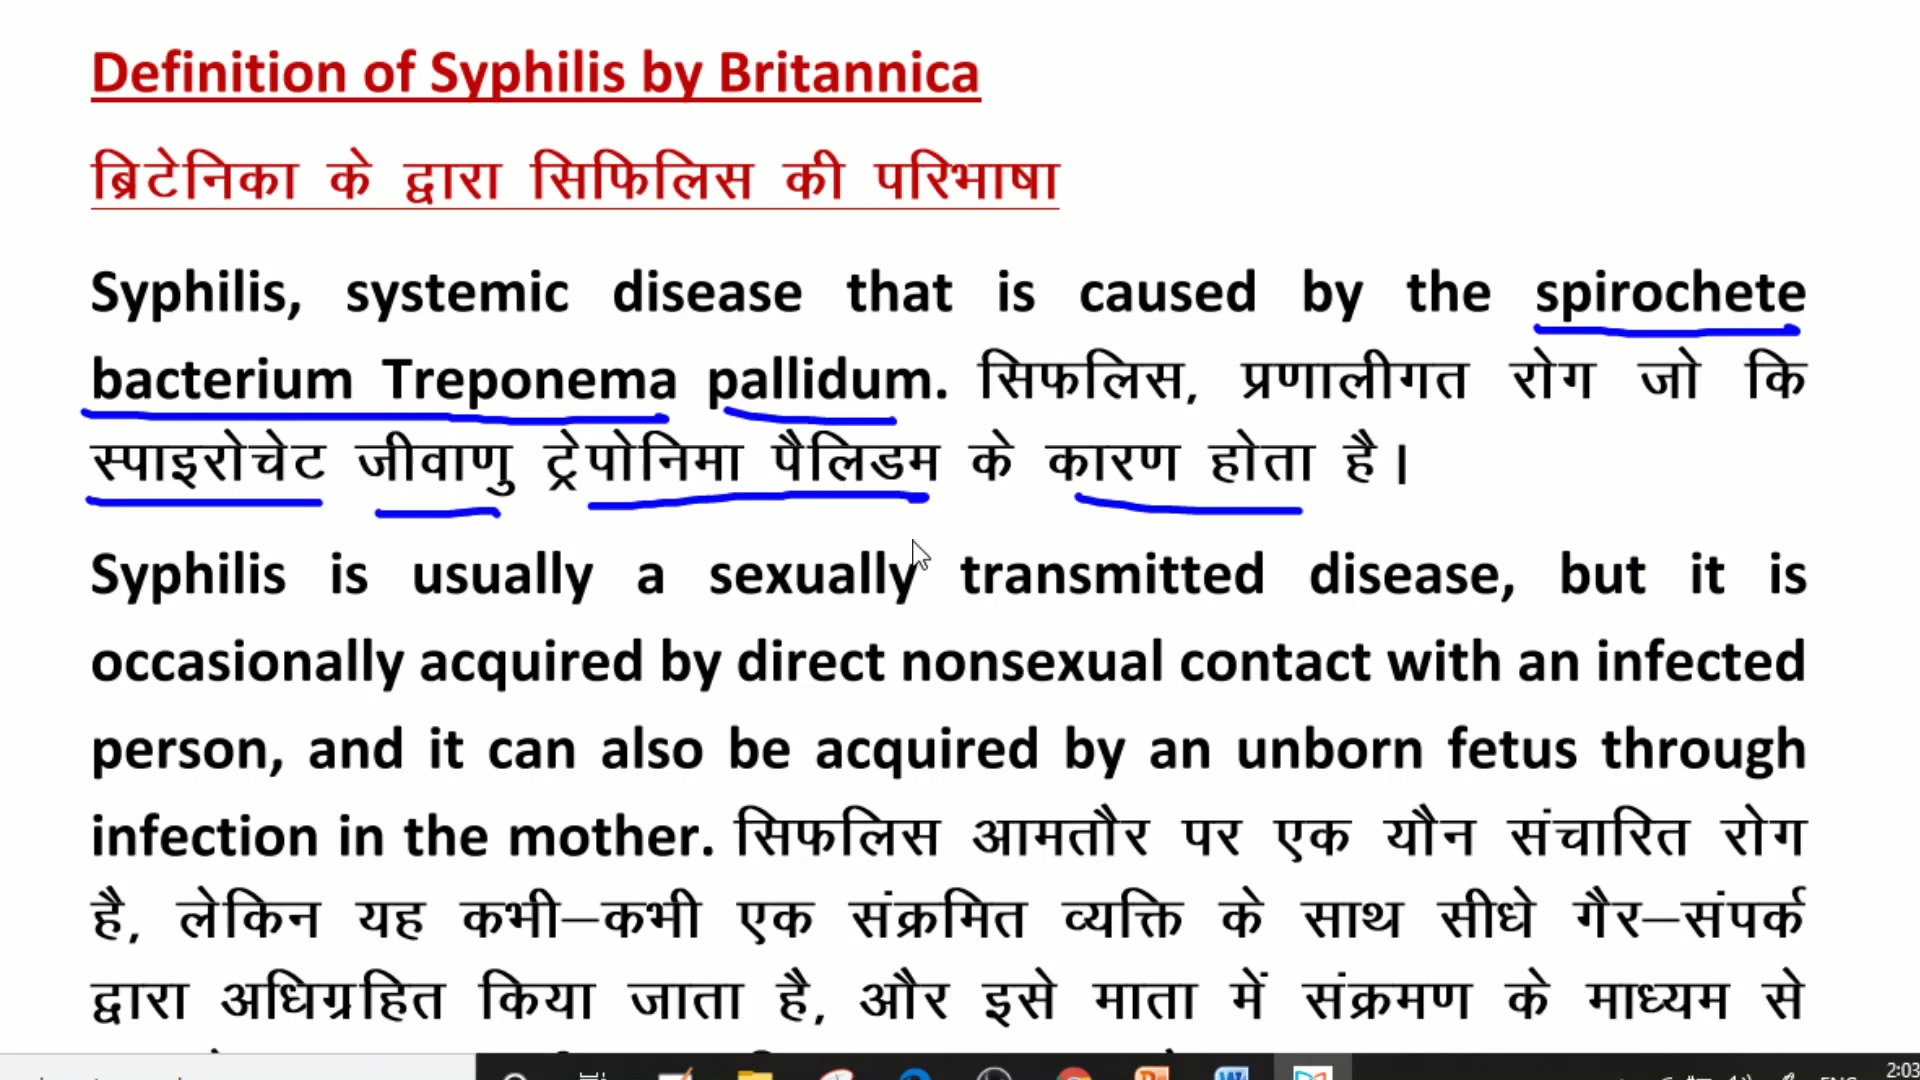 Definition of Syphilis by Britannica
ब्रिटेनिका के द्वारा सिफिलिस की परिभाषा
Syphilis, systemic disease that is caused by the spirochete
bacterium Treponema pallidum. सिफलिस, प्रणालीगत रोग जो कि
स्पाइरोचेट जीवाणु ट्रेपोनिमा पैलिडम के कारण होता है।
Syphilis is usually a sexually transmitted disease, but it is
occasionally acquired by direct nonsexual contact with an infected
person, and it can also be acquired by an unborn fetus through
infection in the mother. सिफलिस आमतौर पर एक यौन संचारित रोग
है, लेकिन यह कभी–कभी एक संक्रमित व्यक्ति के साथ सीधे गैर–संपर्क
द्वारा अधिग्रहित किया जाता है, और इसे माता में संक्रमण के माध्यम से
2:03